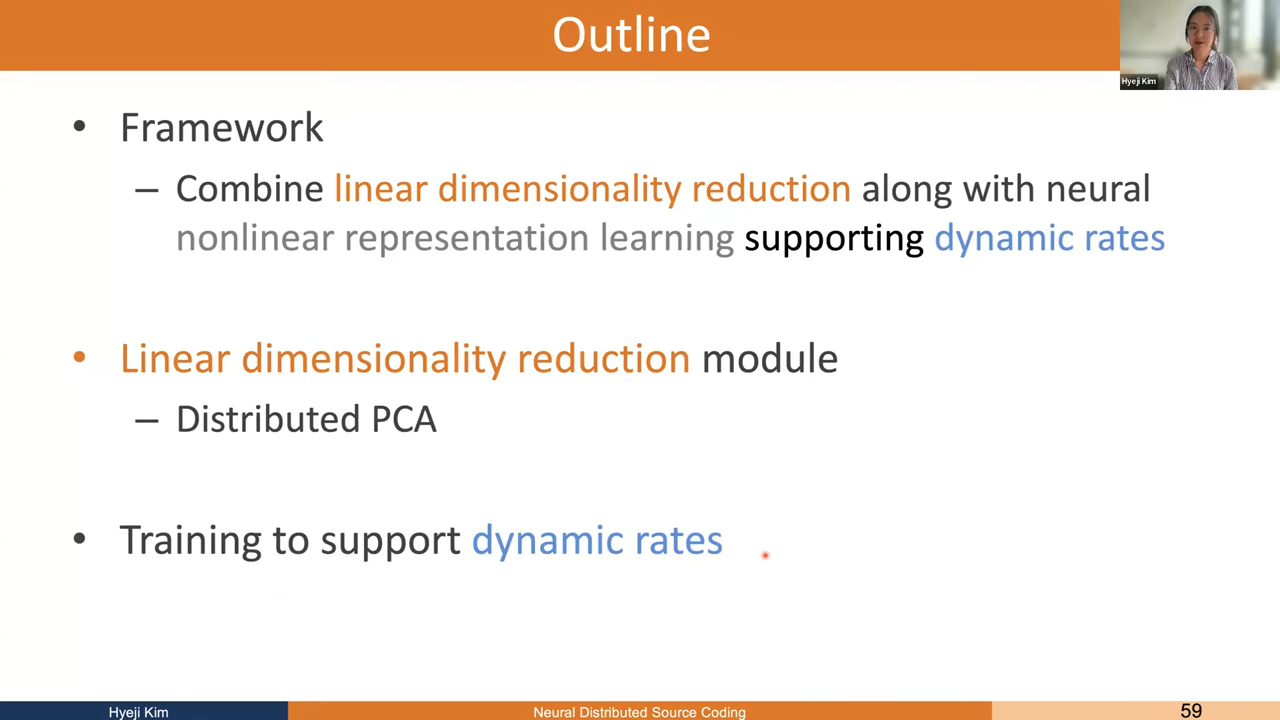 Outline
Hyeji Kim
• Framework
– Combine linear dimensionality reduction along with neural
nonlinear representation learning supporting dynamic rates
• Linear dimensionality reduction module
– Distributed PCA
• Training to support dynamic rates
Hyeji Kim
Neural Distributed Source Coding
59